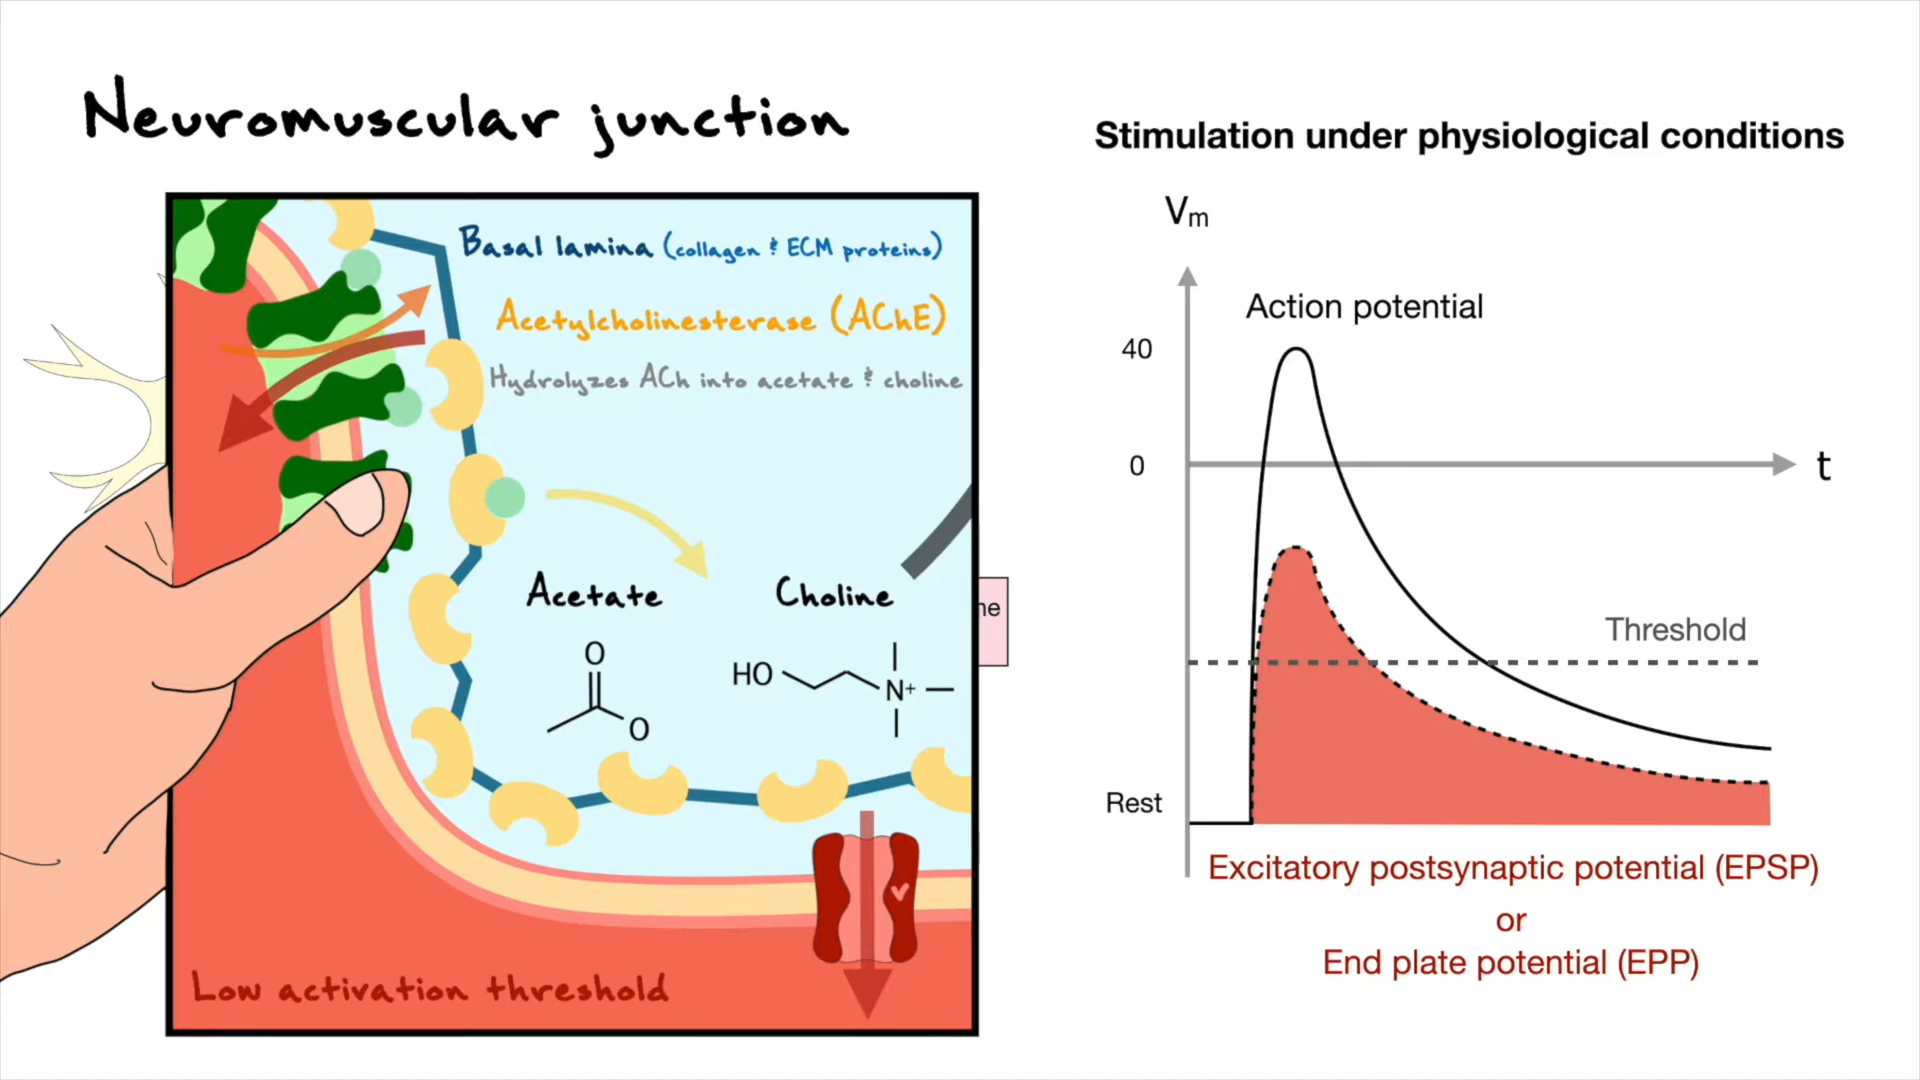 Neuromuscular junction
Basal lamina (collagen & ECM proteins)
Acetylcholinesterase (AChE)
Hydrolyzes ACh into acetate & choline
Acetate
Choline
O
O
HO
N+
Low activation threshold
Stimulation under physiological conditions
Vm
Action potential
40
0
t
Threshold
Rest
Excitatory postsynaptic potential (EPSP)
or
End plate potential (EPP)